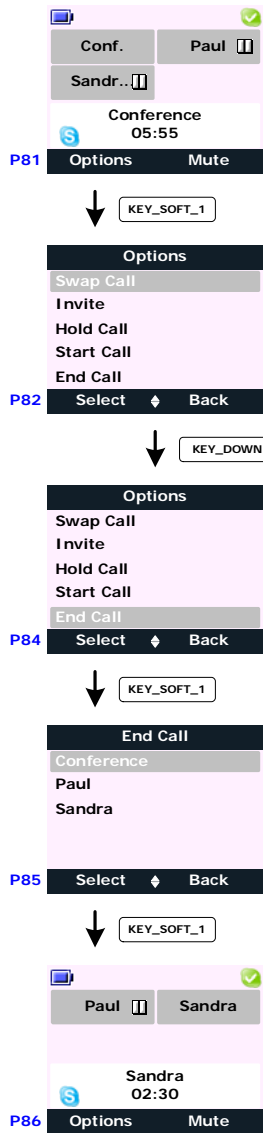 Conf. Paul
Sandr...
Conference
05:55
P81 Options Mute
KEY_SOFT_1
Options
Swap Call
Invite
Hold Call
Start Call
End Call
P82 Select Back
KEY_DOWN
Options
Swap Call
Invite
Hold Call
Start Call
End Call
P84 Select Back
KEY_SOFT_1
End Call
Conference
Paul
Sandra
P85 Select Back
KEY_SOFT_1
Paul Sandra
Sandra
02:30
P86 Options Mute